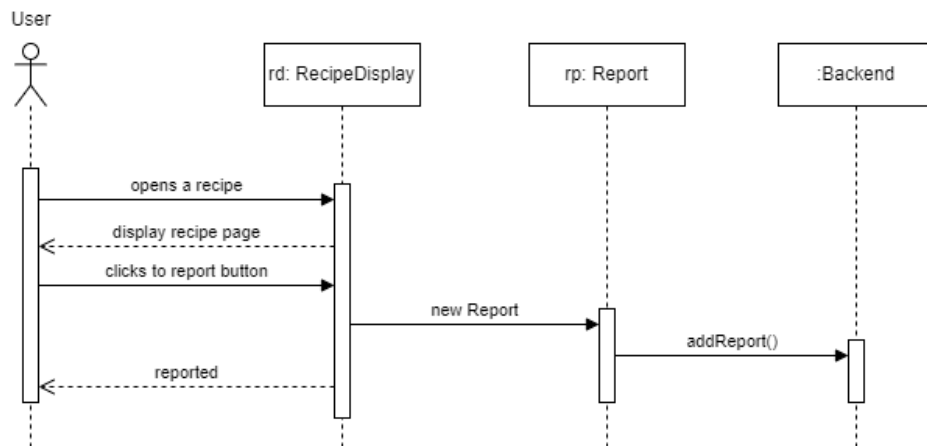 User
rd: RecipeDisplay
rp: Report
:Backend
opens a recipe
display recipe page
clicks to report button
new Report
addReport()
reported